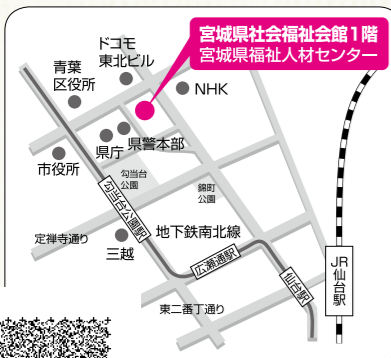 宮城県社会福祉会館1階
宮城県福祉人材センター
ドコモ
東北ビル
青葉
区役所
NHK
県庁
県警本部
市役所
勾当台
公園
錦町
公園
勾当台公園駅
定禅寺通り
地下鉄南北線
三越
広瀬通駅
仙台駅
JR
仙台駅
東二番丁通り